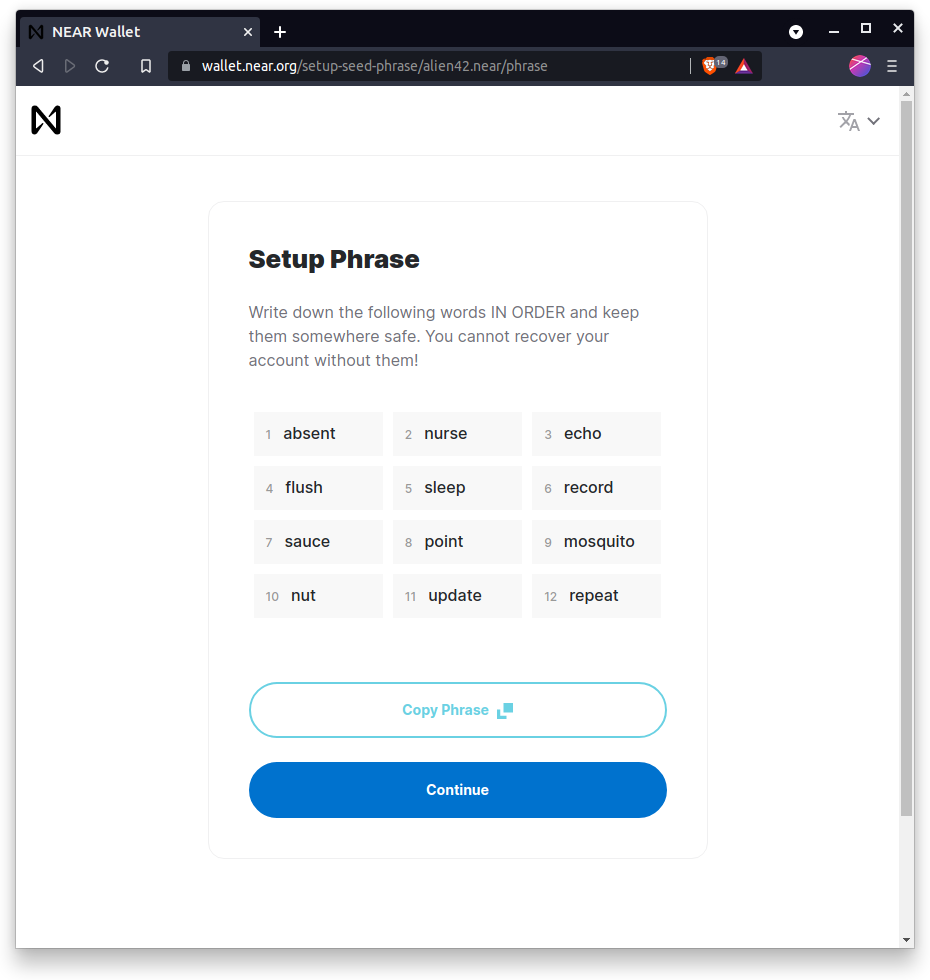 NEAR Wallet
wallet.near.org/setup-seed-phrase/alien42.near/phrase
14
Setup Phrase
Write down the following words IN ORDER and keep
them somewhere safe. You cannot recover your
account without them!
1 absent 2 nurse 3 echo
4 flush 5 sleep 6 record
7 sauce 8 point 9 mosquito
10 nut 11 update 12 repeat
Copy Phrase
Continue